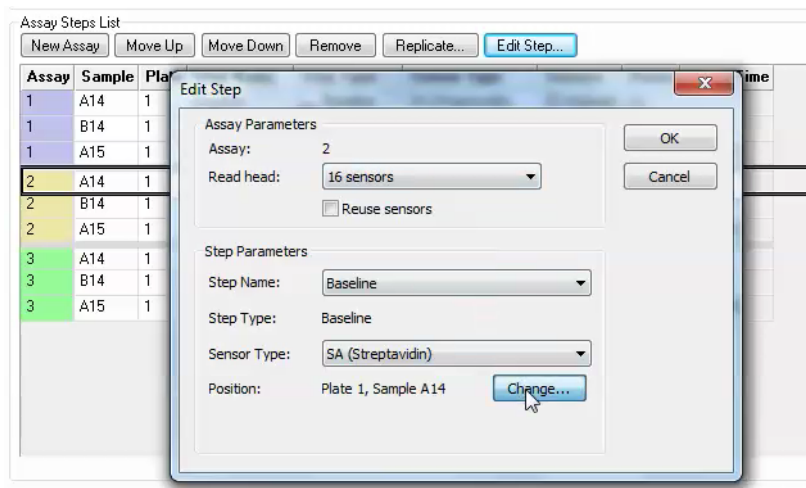 Assay Steps List
New Assay Move Up Move Down Remove Replicate... Edit Step...
Assay Sample
1 A14 1
1 B14 1
1 A15 1
2 A14 1
2 B14 1
2 A15 1
3 A14 1
3 B14 1
3 A15 1
Edit Step
Assay Parameters
Assay: 2
Read head: 16 sensors
Reuse sensors
OK
Cancel
Step Parameters
Step Name: Baseline
Step Type: Baseline
Sensor Type: SA (Streptavidin)
Position: Plate 1, Sample A14 Change...